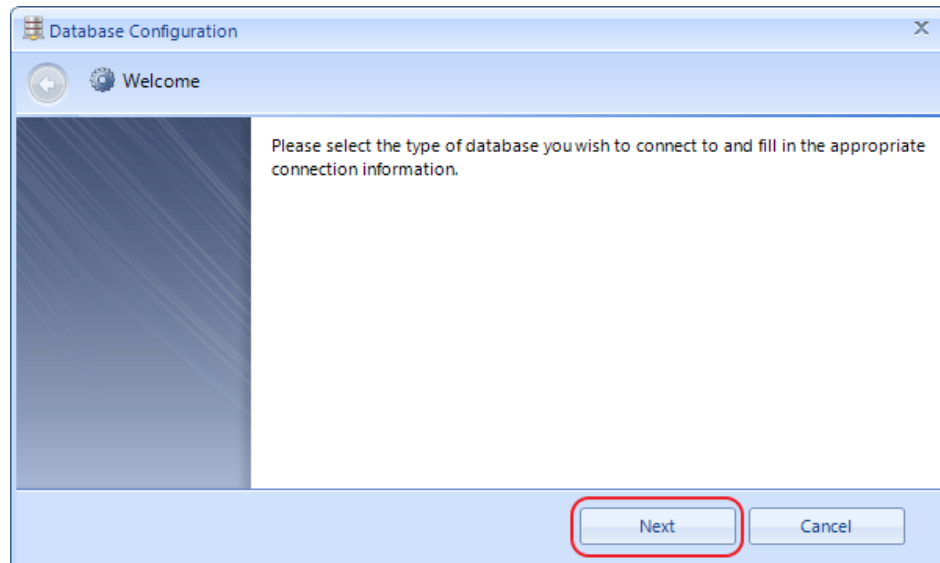 Database Configuration
Welcome
Please select the type of database you wish to connect to and fill in the appropriate
connection information.
Next
Cancel